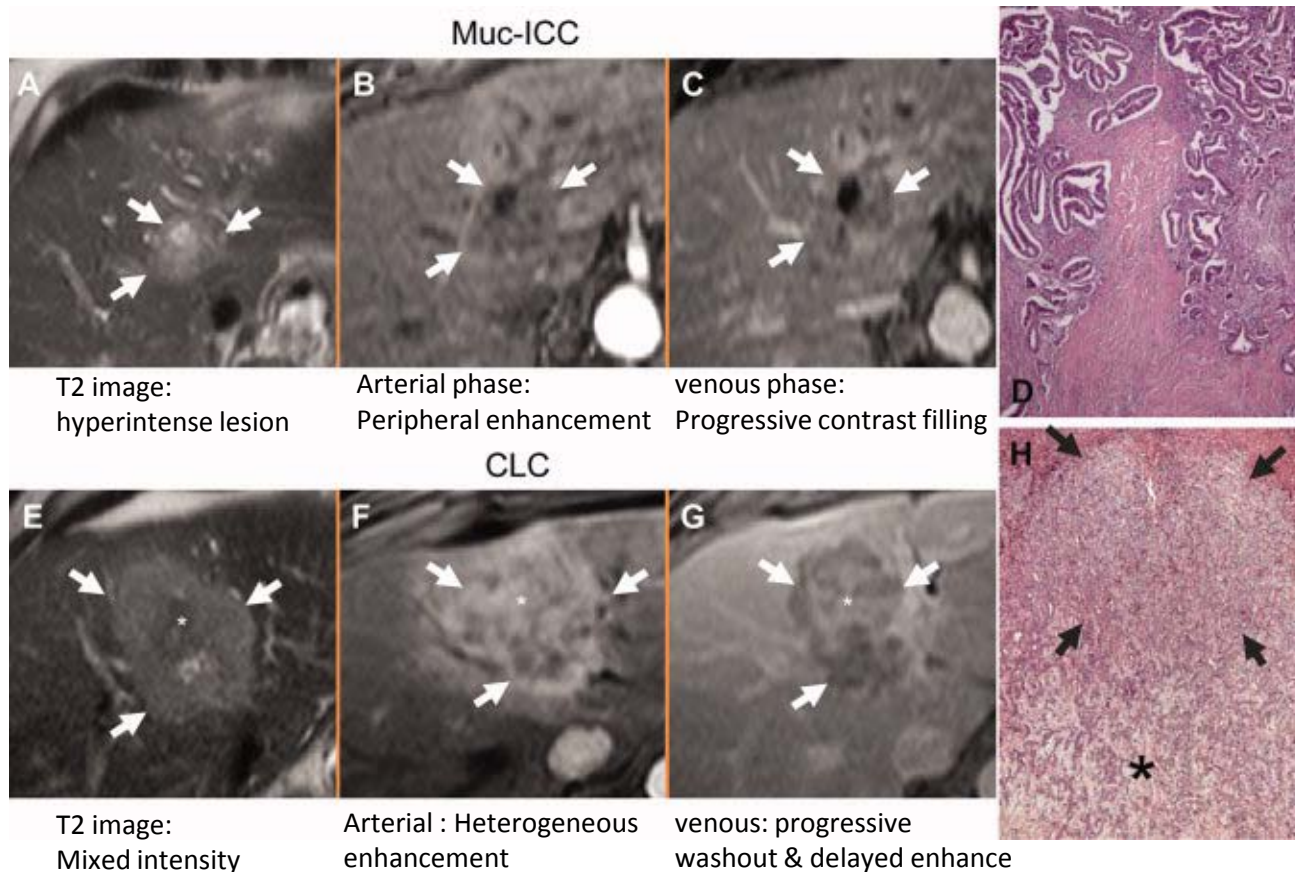 Muc-ICC
A
B
C
D
T2 image:
hyperintense lesion
Arterial phase:
Peripheral enhancement
venous phase:
Progressive contrast filling
CLC
E
F
G
H
*
*
*
*
T2 image:
Mixed intensity
Arterial : Heterogeneous
enhancement
venous: progressive
washout & delayed enhance